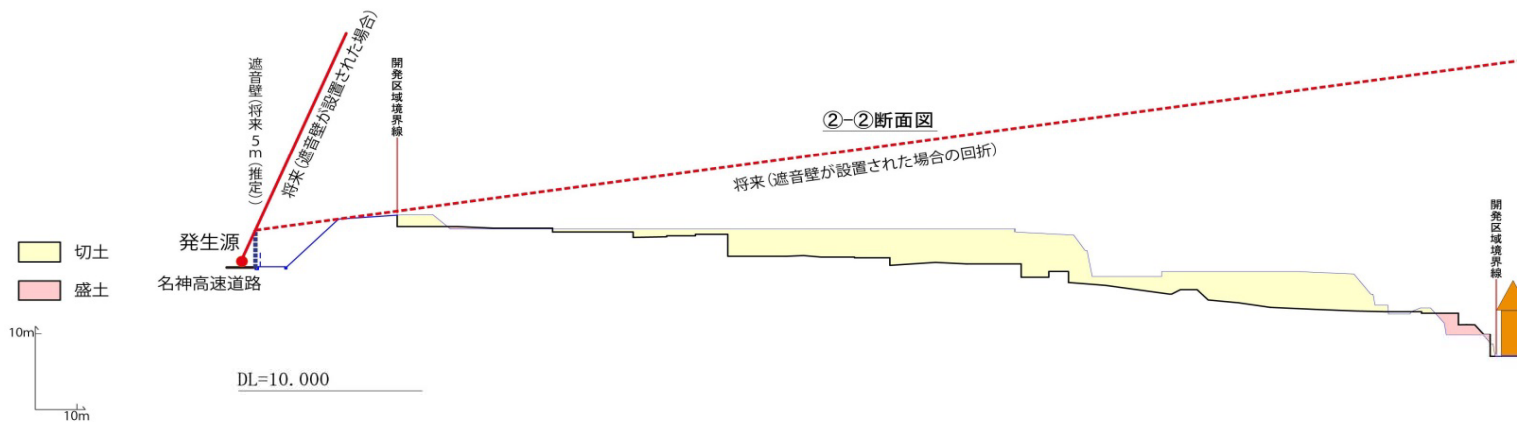 遮音壁(将来5m(推定))
将来(遮音壁が設置された場合)
開発区域境界線
②-②断面図
将来(遮音壁が設置された場合の回折)
発生源
名神高速道路
切土
盛土
10m
10m
DL=10.000
開発区域境界線